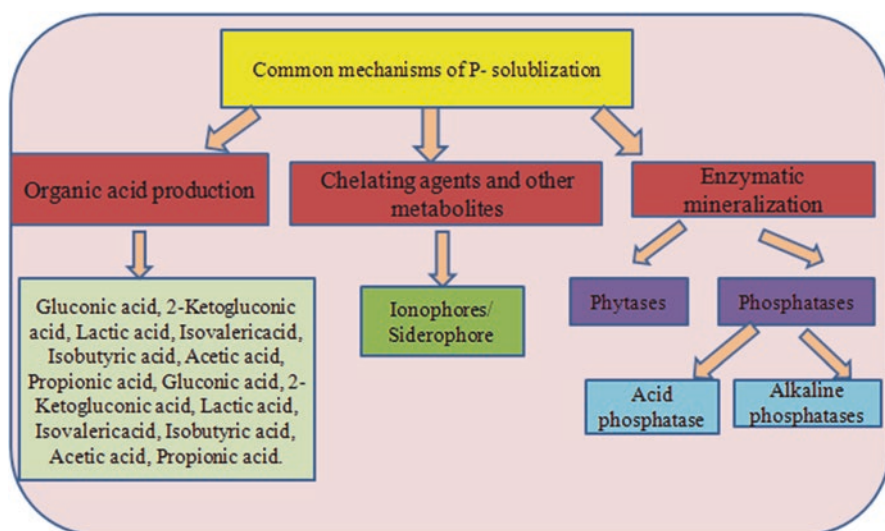 Common mechanisms of P- solublization
Organic acid production
Chelating agents and other
metabolites
Enzymatic
mineralization
Gluconic acid, 2-Ketogluconic
acid, Lactic acid, Isovalericacid,
Isobutyric acid, Acetic acid,
Propionic acid, Gluconic acid, 2-
Ketogluconic acid, Lactic acid,
Isovalericacid, Isobutyric acid,
Acetic acid, Propionic acid.
Ionophores/
Siderophore
Phytases
Phosphatases
Acid
phosphatase
Alkaline
phosphatases